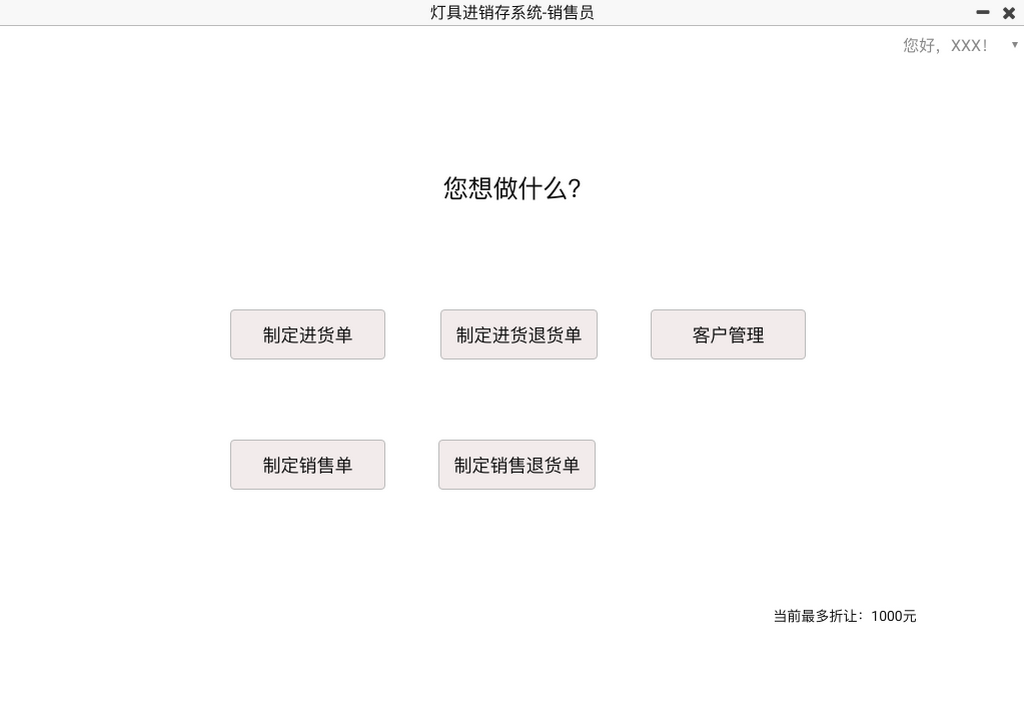 灯具进销存系统-销售员
您好，XXX！
您想做什么?
制定进货单
制定进货退货单
客户管理
制定销售单
制定销售退货单
当前最多折让：1000元